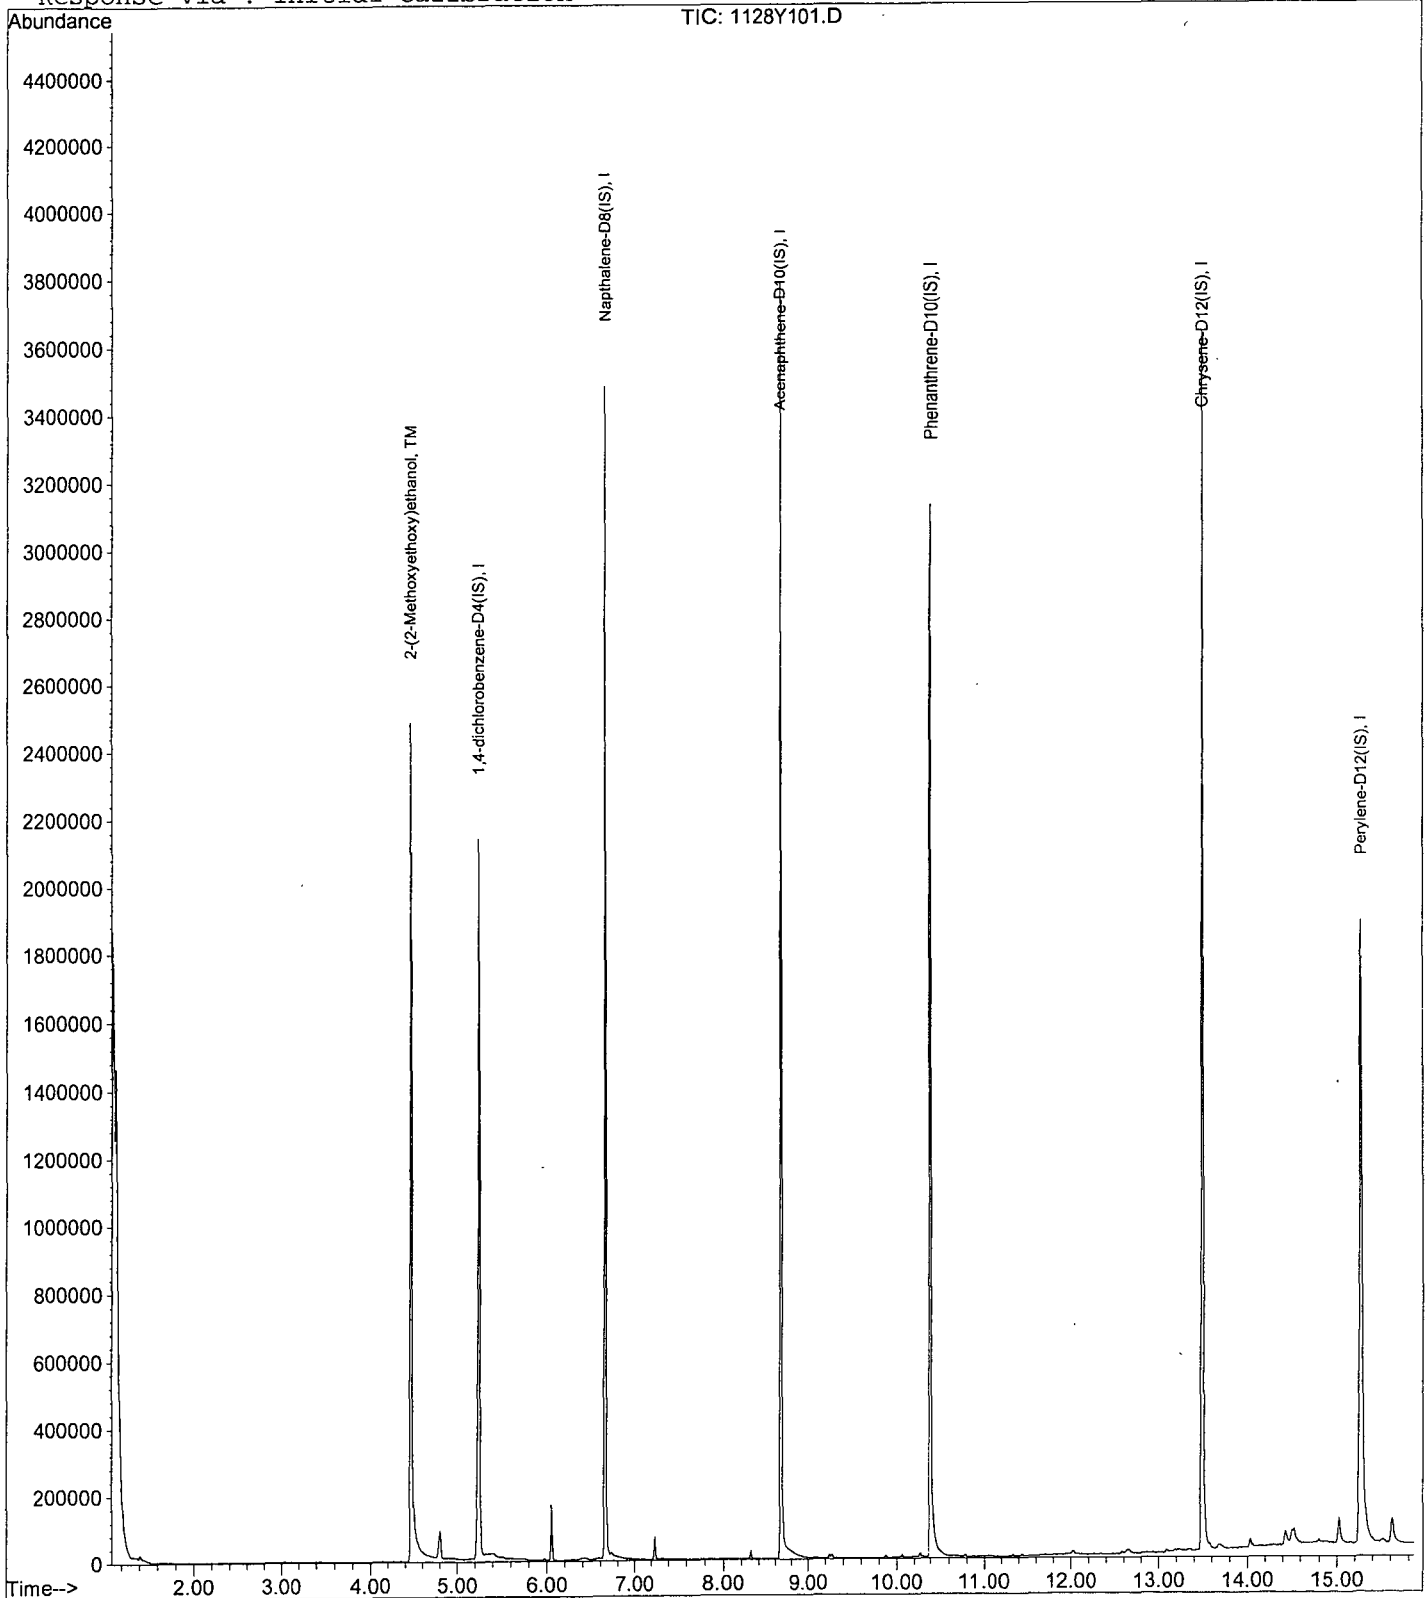 Response via : Initial Calibration
Abundance
TIC: 1128Y101.D
4400000
4200000
4000000
3800000
3600000
3400000
3200000
3000000
2800000
2600000
2400000
2200000
2000000
1800000
1600000
1400000
1200000
1000000
800000
600000
400000
200000
0
2-(2-Methoxyethoxy)ethanol, TM
1,4-dichlorobenzene-D4(IS), I
Napthalene-D8(IS), I
Acenaphthene-D10(IS), I
Phenanthrene-D10(IS), I
Chrysene-D12(IS), I
Perylene-D12(IS), I
Time-->
2.00 3.00 4.00 5.00 6.00 7.00 8.00 9.00 10.00 11.00 12.00 13.00 14.00 15.00